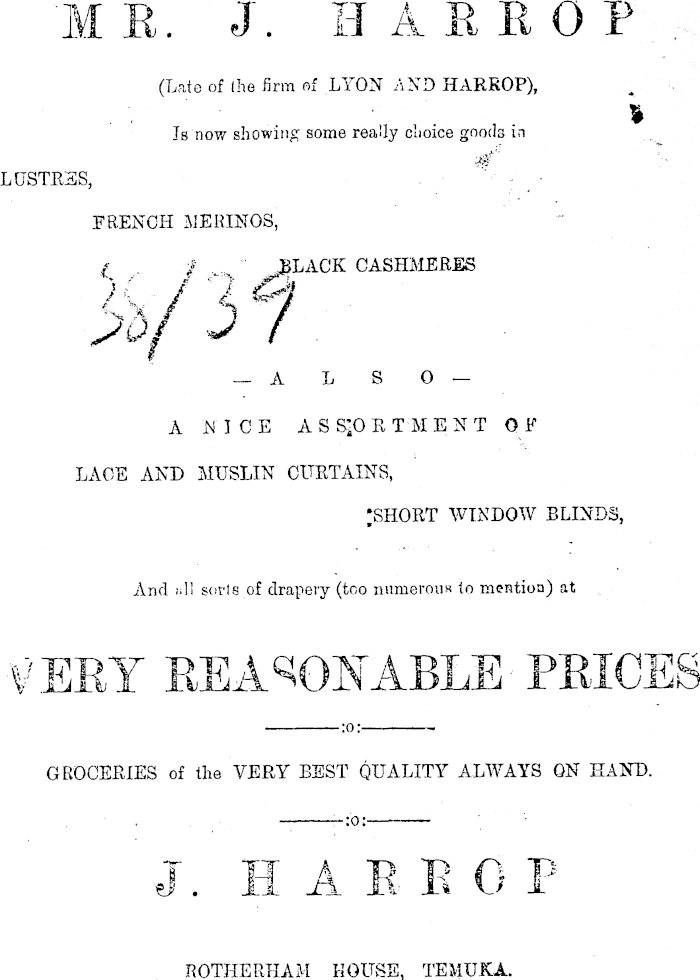 MR. J. HARROP
(Late of the firm of LYON AND HARROP),
Is now showing some really choice goods in
LUSTRES,
FRENCH MERINOS,
BLACK CASHMERES
38/39
— A L S O —
A NICE ASSORTMENT OF
LACE AND MUSLIN CURTAINS,
SHORT WINDOW BLINDS,
And all sorts of drapery (too numerous to mention) at
VERY REASONABLE PRICES
———:o:———
GROCERIES of the VERY BEST QUALITY ALWAYS ON HAND.
———:o:———
J. HARROP
ROTHERHAM HOUSE, TEMUKA.